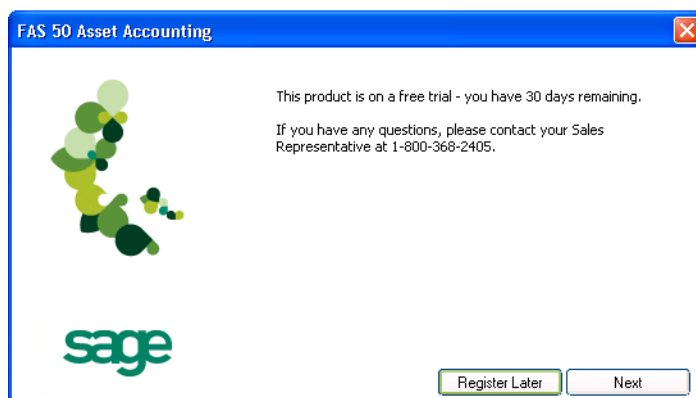 FAS 50 Asset Accounting
This product is on a free trial - you have 30 days remaining.
If you have any questions, please contact your Sales
Representative at 1-800-368-2405.
sage
Register Later
Next